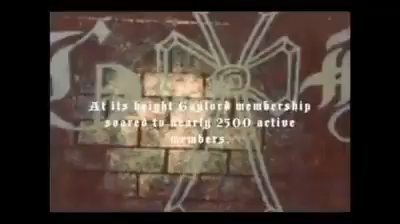 At its height Gaylord membership
soared to nearly 2500 active
members.